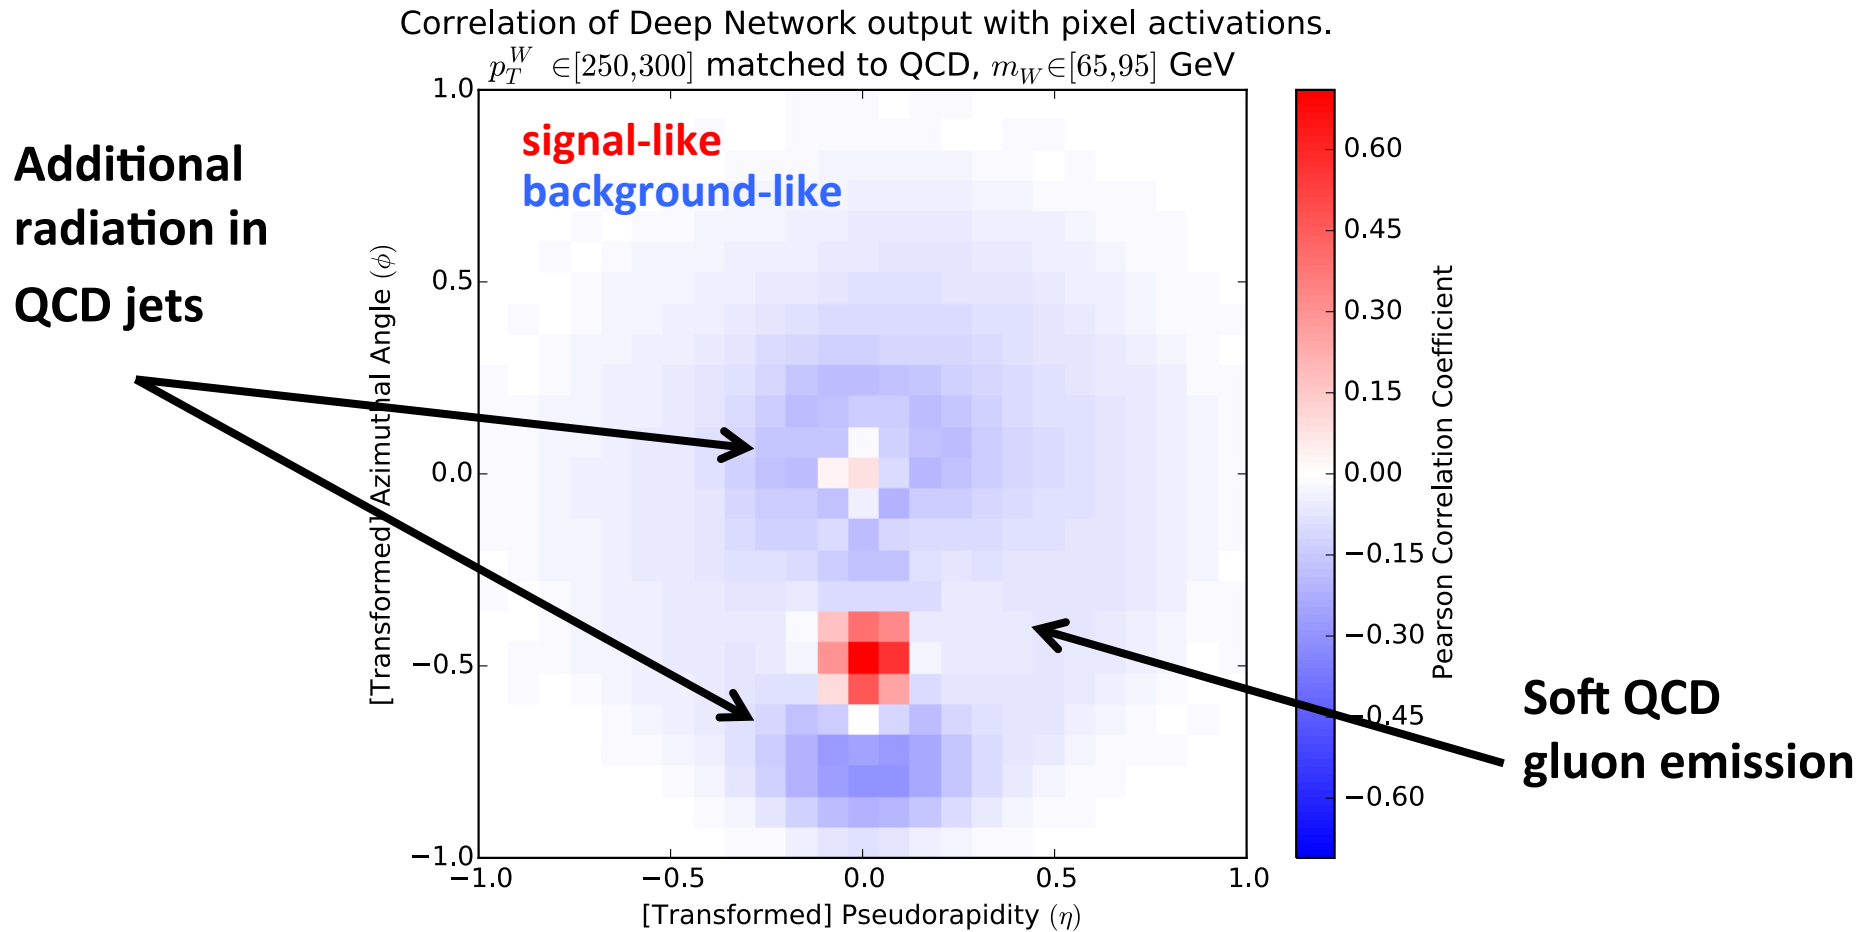 Correlation of Deep Network output with pixel activations.
$p_T^W$ ∈[250,300] matched to QCD, $m_W$∈[65,95] GeV
signal-like
background-like
Additional
radiation in
QCD jets
Soft QCD
gluon emission
[Transformed] Azimuthal Angle (ϕ)
1.0
0.5
0.0
−0.5
−1.0
−1.0
−0.5
0.0
0.5
1.0
[Transformed] Pseudorapidity (η)
0.60
0.45
0.30
0.15
0.00
−0.15
−0.30
−0.45
−0.60
Pearson Correlation Coefficient